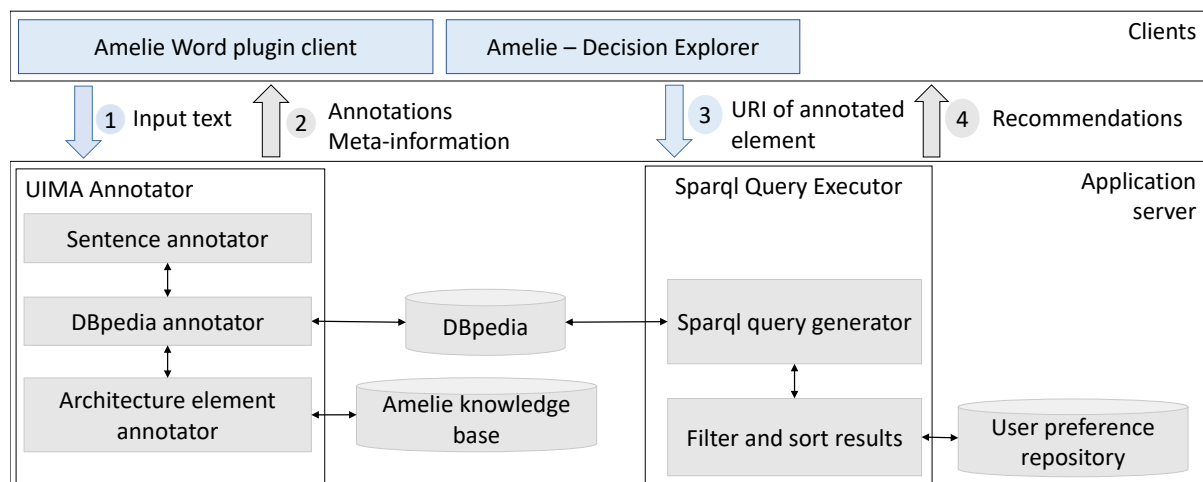 Amelie Word plugin client
Amelie – Decision Explorer
Clients
1
Input text
2
Annotations
Meta-information
3
URI of annotated
element
4
Recommendations
UIMA Annotator
Sparql Query Executor
Application
server
Sentence annotator
DBpedia annotator
DBpedia
Sparql query generator
Architecture element
annotator
Amelie knowledge
base
Filter and sort results
User preference
repository